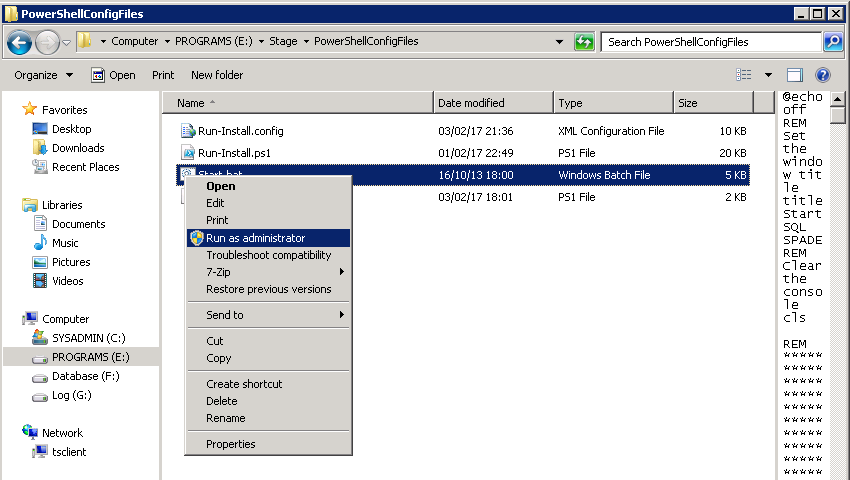 PowerShellConfigFiles
Computer PROGRAMS (E:) Stage PowerShellConfigFiles
Search PowerShellConfigFiles
Organize Open Print New folder
Favorites
Desktop
Downloads
Recent Places
Libraries
Documents
Music
Pictures
Videos
Computer
SYSADMIN (C:)
PROGRAMS (E:)
Database (F:)
Log (G:)
Network
tsclient
Name Date modified Type Size
Run-Install.config 03/02/17 21:36 XML Configuration File 10 KB
Run-Install.ps1 01/02/17 22:49 PS1 File 20 KB
Start.bat 16/10/13 18:00 Windows Batch File 5 KB
03/02/17 18:01 PS1 File 2 KB
Open
Edit
Print
Run as administrator
Troubleshoot compatibility
7-Zip
Restore previous versions
Send to
Cut
Copy
Create shortcut
Delete
Rename
Properties
@echo
off
REM
Set
the
windo
w tit
le
title
Start
SQL
SPADE
REM
Clear
the
conso
le
cls
REM
*****
*****
*****
*****
*****
*****
*****
*****
*****
*****